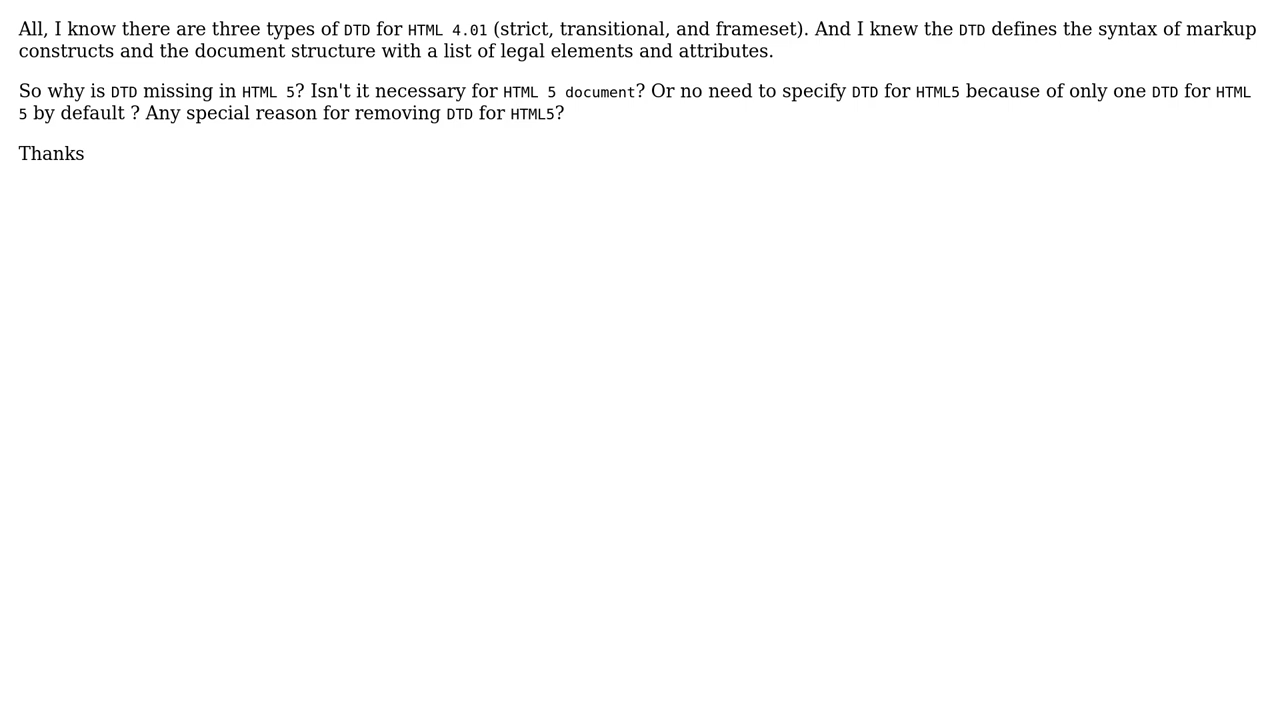 All, I know there are three types of DTD for HTML 4.01 (strict, transitional, and frameset). And I knew the DTD defines the syntax of markup
constructs and the document structure with a list of legal elements and attributes.
So why is DTD missing in HTML 5? Isn't it necessary for HTML 5 document? Or no need to specify DTD for HTML5 because of only one DTD for HTML
5 by default ? Any special reason for removing DTD for HTML5?
Thanks